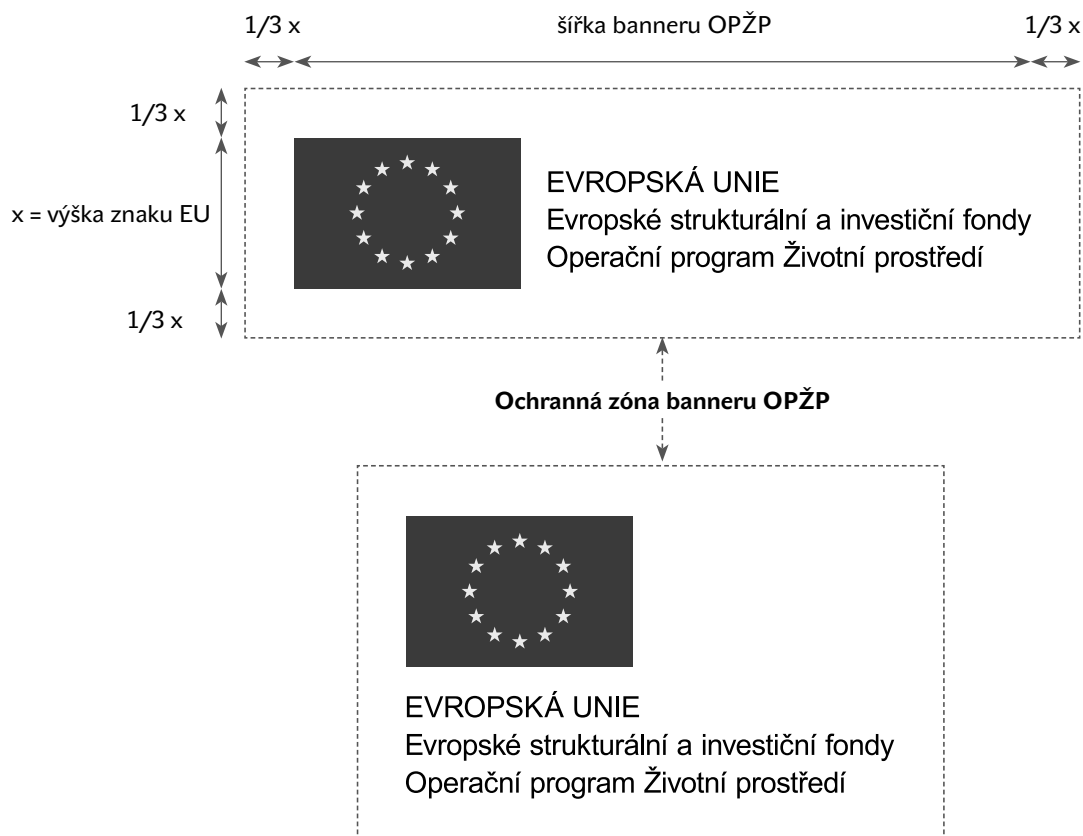 1/3 x
šířka banneru OPŽP
1/3 x
1/3 x
x = výška znaku EU
1/3 x
EVROPSKÁ UNIE
Evropské strukturální a investiční fondy
Operační program Životní prostředí
Ochranná zóna banneru OPŽP
EVROPSKÁ UNIE
Evropské strukturální a investiční fondy
Operační program Životní prostředí